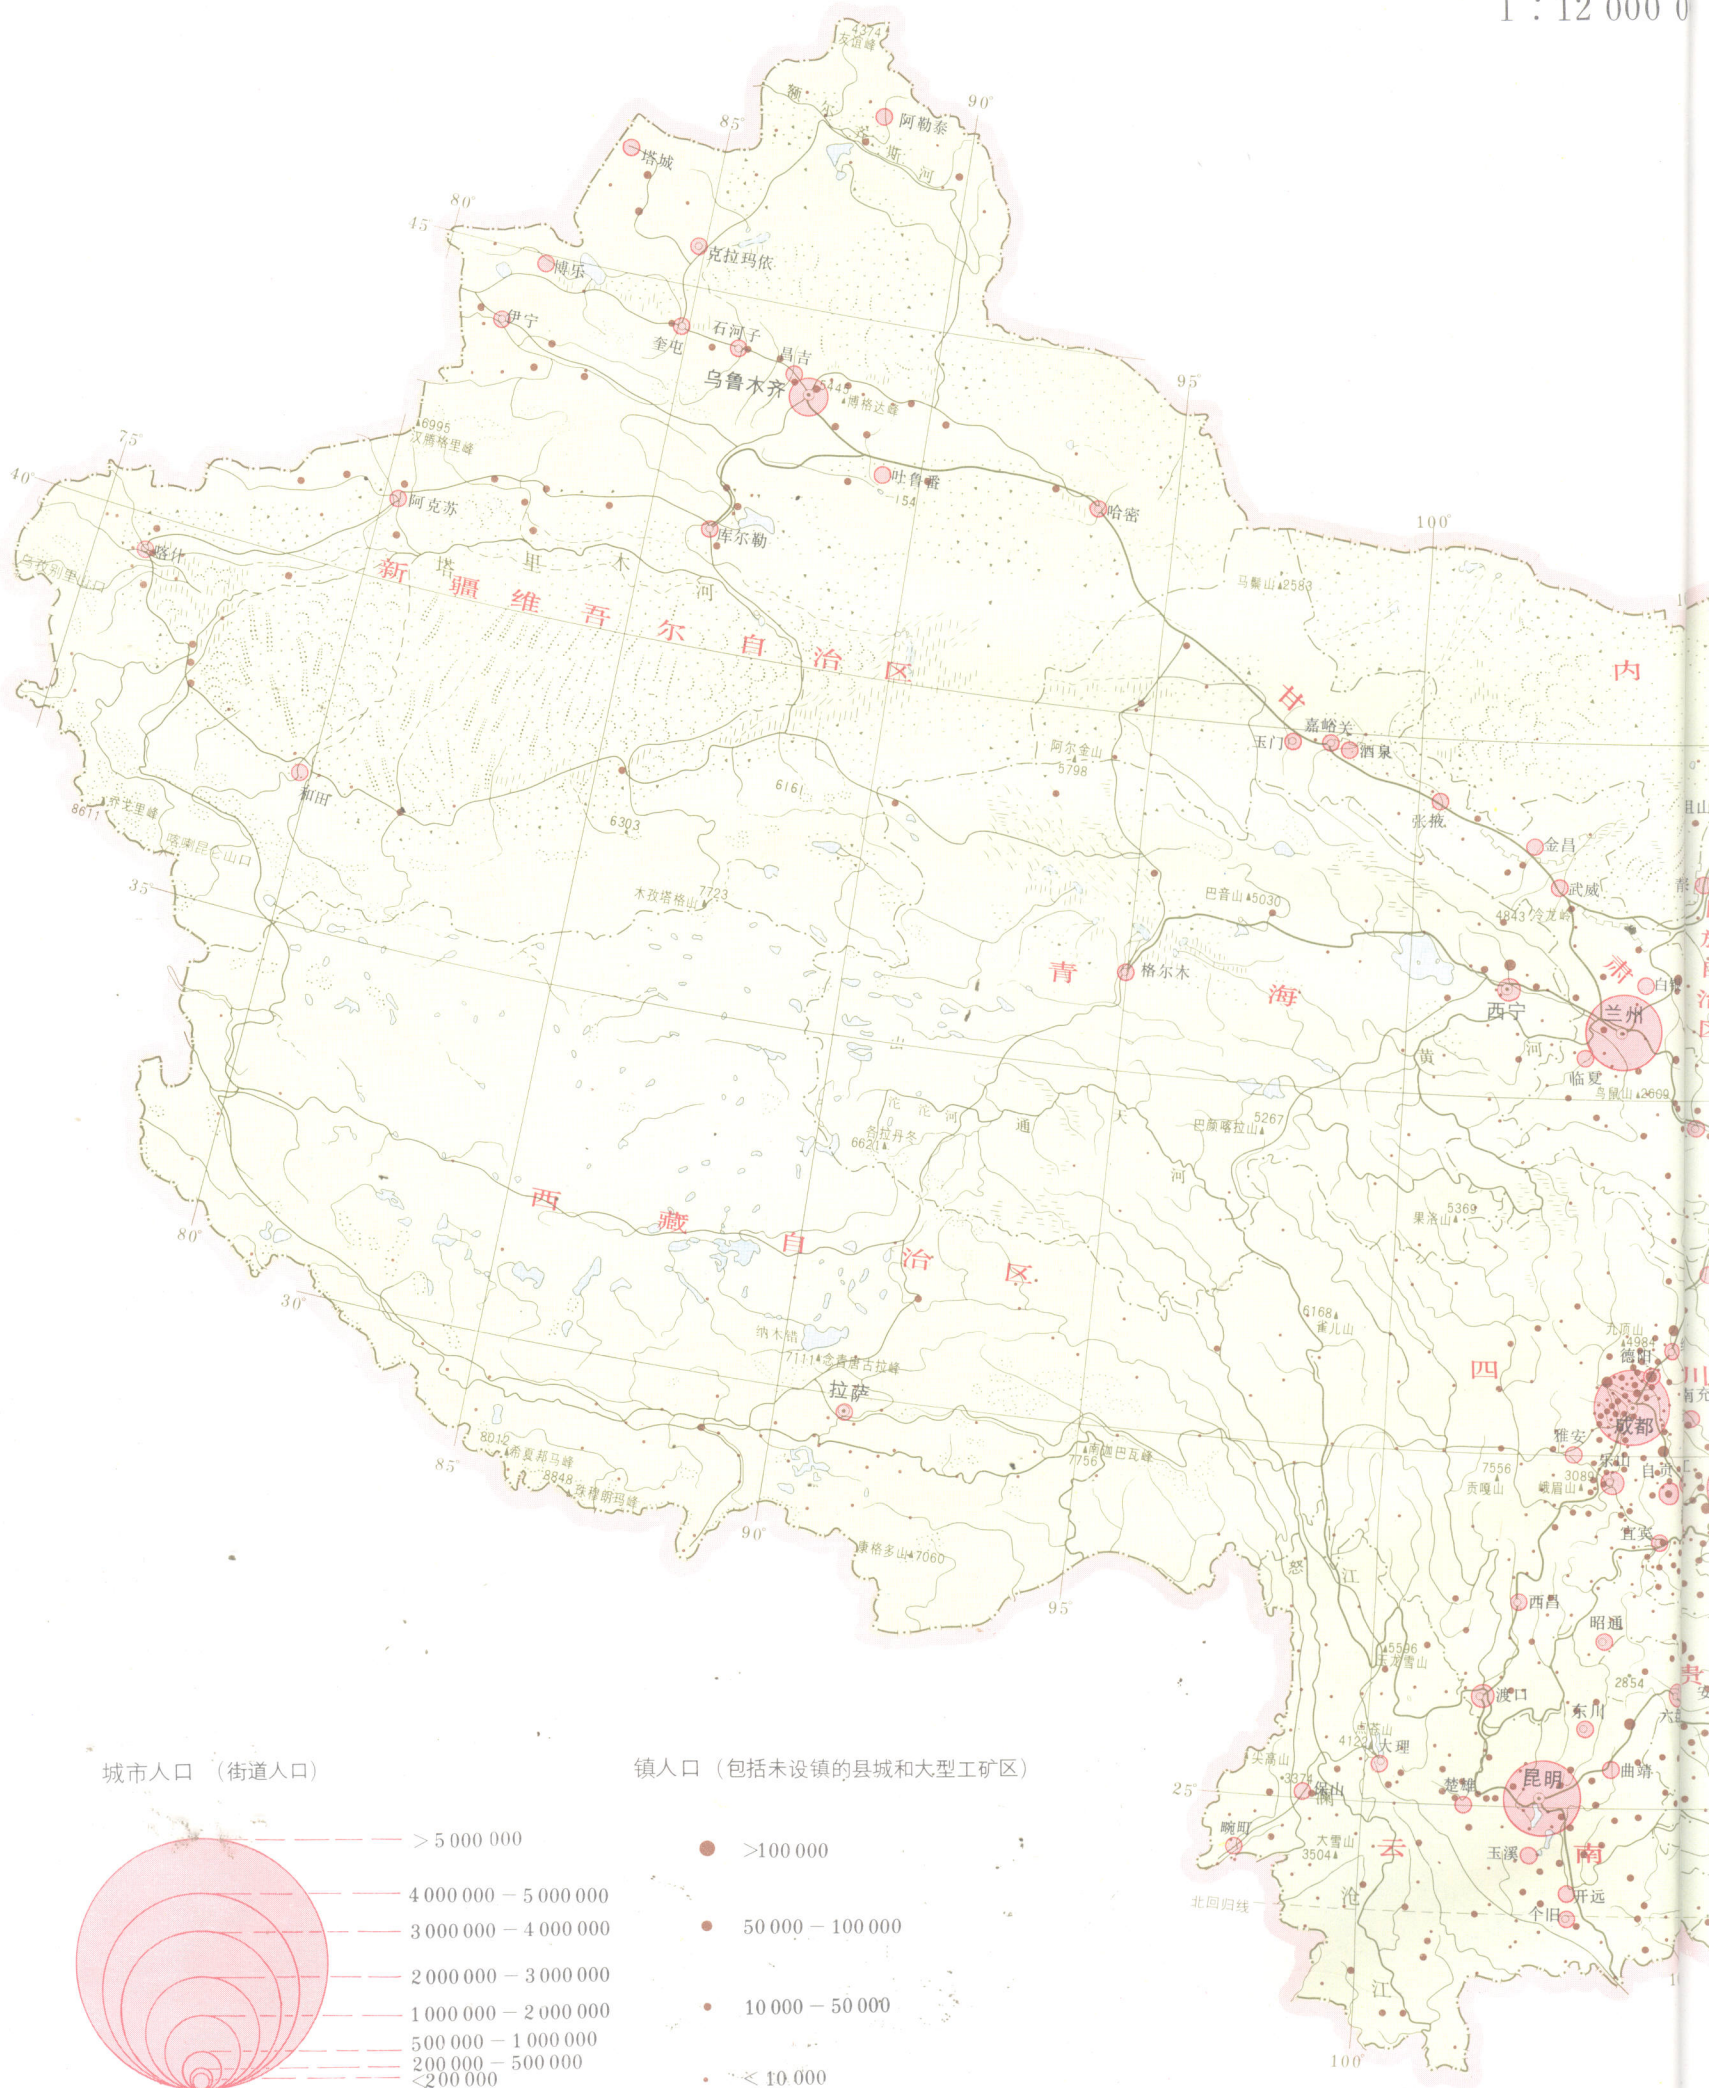 1 : 12 000 0
4374
友谊峰
90°
额尔齐斯河
阿勒泰
85°
塔城
80°
45°
克拉玛依
博乐
伊宁
石河子
奎屯
昌吉
乌鲁木齐
5445
博格达峰
95°
6995
汉腾格里峰
75°
40°
吐鲁番
154
阿克苏
哈密
100°
库尔勒
喀什
塔里木河
乌孜别里山口
新疆维吾尔自治区
马鬃山 2583
内
甘
嘉峪关
玉门
酒泉
阿尔金山
5798
6161
和田
乔戈里峰
8611
6303
张掖
喀喇昆仑山口
金昌
35°
木孜塔格山 7723
武威
巴音山 5030
4843 冷龙岭
青
格尔木
海
肃
白银
西宁
兰州
黄河
临夏
鸟鼠山 2609
沱沱河
通天河
各拉丹冬
6621
5267
巴颜喀拉山
西藏自治区
5369
果洛山
80°
30°
6168
雀儿山
纳木错
7111 念青唐古拉峰
九顶山
4984
德阳
四
川
南充
拉萨
成都
雅安
乐山
自贡
8012
希夏邦马峰
8848
珠穆朗玛峰
南迦巴瓦峰
7756
7556
贡嘎山
3089
峨眉山
85°
90°
宜宾
康格多山 7060
怒江
95°
西昌
昭通
5596
玉龙雪山
2854
贵
渡口
东川
点苍山
4122
大理
尖高山
3374
保山
25°
楚雄
昆明
曲靖
畹町
大雪山
3504
云
南
玉溪
澜沧江
开远
北回归线
个旧
100°
城市人口 （街道人口）
>5 000 000
4 000 000 — 5 000 000
3 000 000 — 4 000 000
2 000 000 — 3 000 000
1 000 000 — 2 000 000
500 000 — 1 000 000
200 000 — 500 000
<200 000
镇人口（包括未设镇的县城和大型工矿区）
>100 000
50 000 — 100 000
10 000 — 50 000
< 10 000